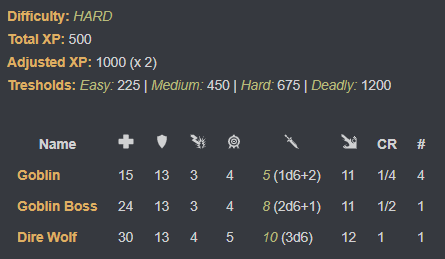 Difficulty: HARD
Total XP: 500
Adjusted XP: 1000 (x 2)
Tresholds: Easy: 225 | Medium: 450 | Hard: 675 | Deadly: 1200
Name CR #
Goblin 15 13 3 4 5 (1d6+2) 11 1/4 4
Goblin Boss 24 13 3 4 8 (2d6+1) 11 1/2 1
Dire Wolf 30 13 4 5 10 (3d6) 12 1 1